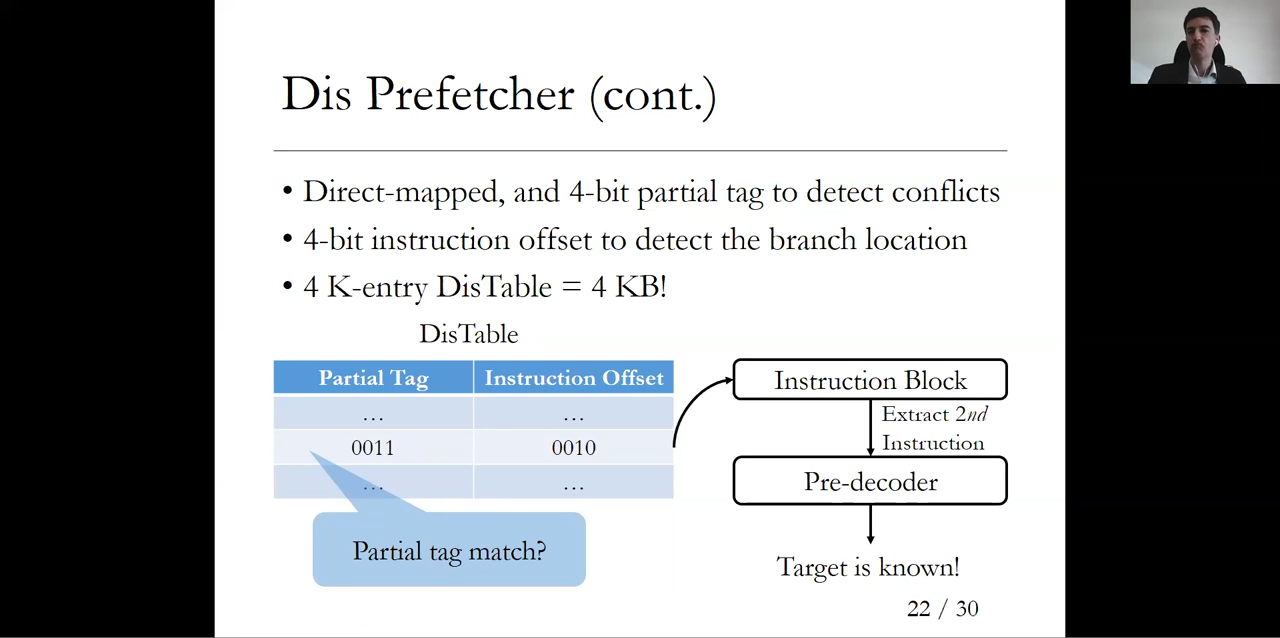 Dis Prefetcher (cont.)
• Direct-mapped, and 4-bit partial tag to detect conflicts
• 4-bit instruction offset to detect the branch location
• 4 K-entry DisTable = 4 KB!
DisTable
Partial Tag Instruction Offset
… …
0011 0010
… …
Partial tag match?
Instruction Block
Extract 2nd
Instruction
Pre-decoder
Target is known!
22 / 30